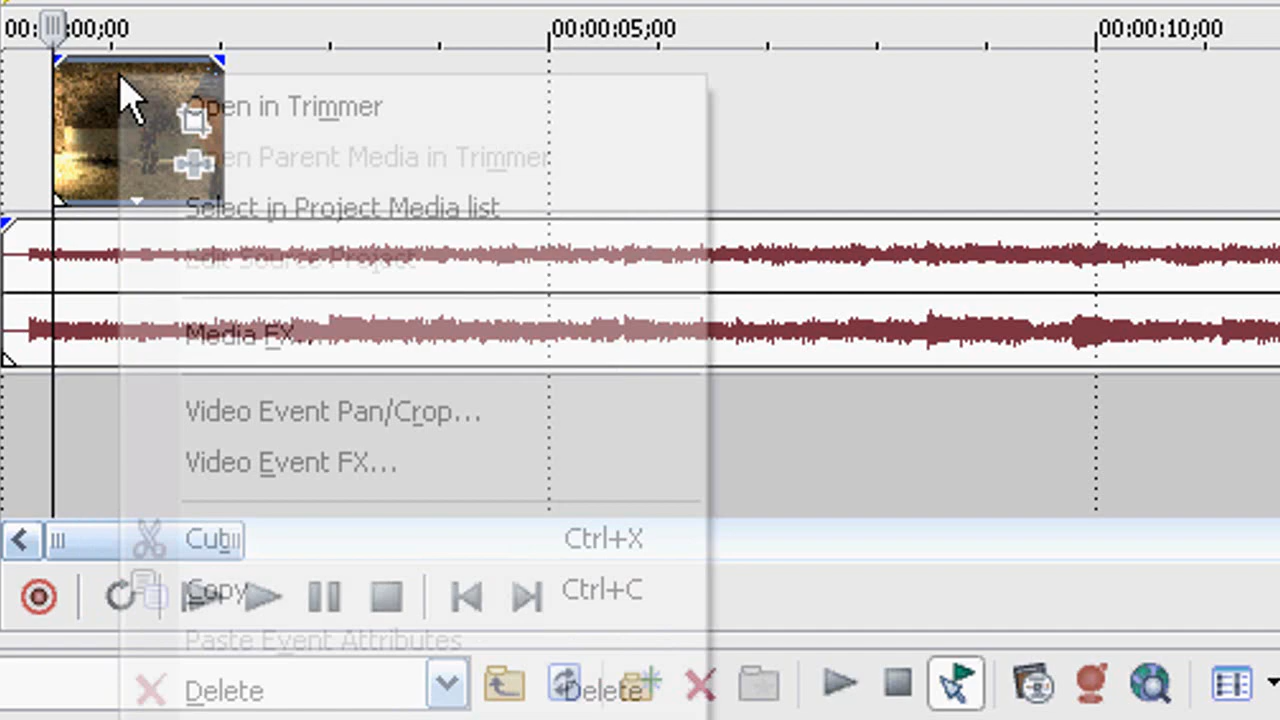 00:00:00;00 00:00:05;00 00:00:10;00
Open in Trimmer
Open Parent Media in Trimmer
Select in Project Media list
Edit Source Project
Media FX...
Video Event Pan/Crop...
Video Event FX...
Cut Ctrl+X
Copy Ctrl+C
Paste Event Attributes
Delete Delete